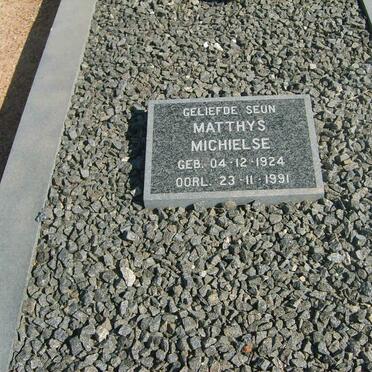 GELIEFDE SEUN
MATTHYS
MICHIELSE
GEB. 04-12-1924
OORL. 23-11-1991